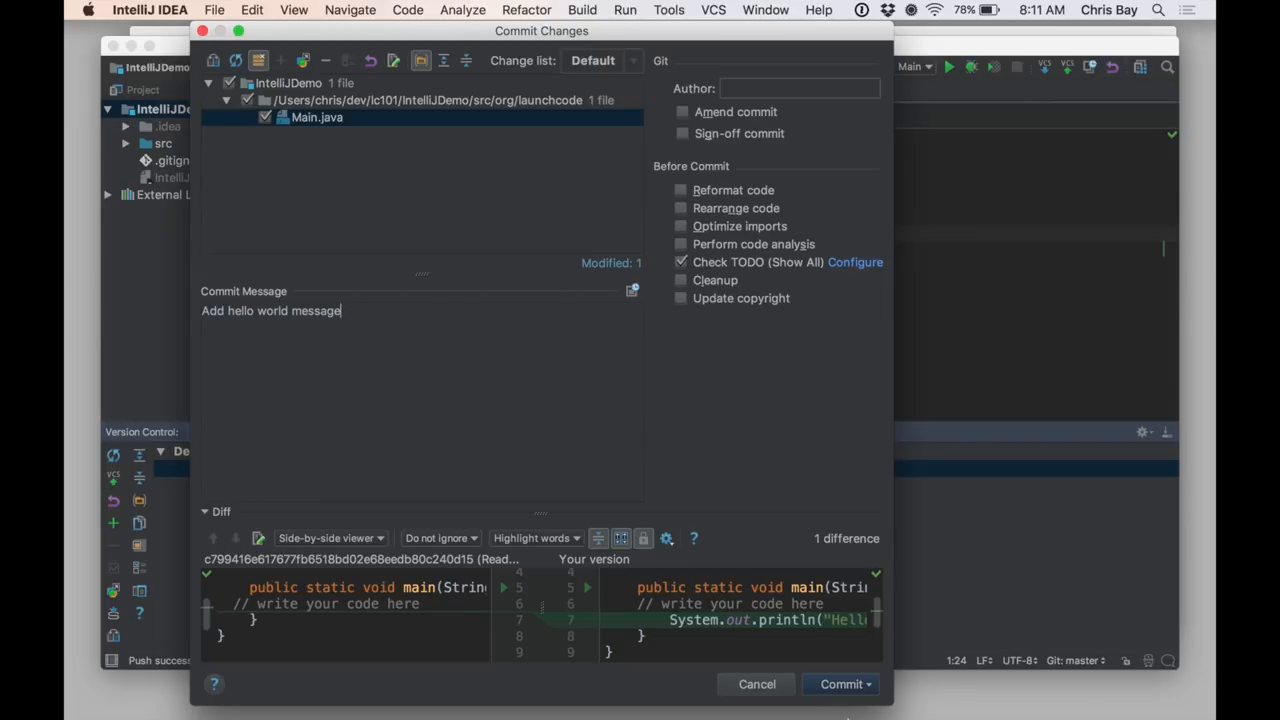 IntelliJ IDEA File Edit View Navigate Code Analyze Refactor Build Run Tools VCS Window Help 78% 8:11 AM Chris Bay
Commit Changes
IntelliJDemo
Main
Project
IntelliJD
.idea
src
.gitign
IntelliJ
External L
Change list: Default
IntelliJDemo 1 file
/Users/chris/dev/lc101/IntelliJDemo/src/org/launchcode 1 file
Main.java
Modified: 1
Git
Author:
Amend commit
Sign-off commit
Before Commit
Reformat code
Rearrange code
Optimize imports
Perform code analysis
Check TODO (Show All) Configure
Cleanup
Update copyright
Commit Message
Add hello world message
Version Control:
De
VCS
Diff
Side-by-side viewer Do not ignore Highlight words ? 1 difference
c799416e617677fb6518bd02e68eedb80c240d15 (Read... Your version
4 4
public static void main(String 5 5 public static void main(Strin
// write your code here 6 6 // write your code here
} 7 7 System.out.println("Hello
} 8 8 }
9 9 }
Push success 1:24 LF UTF-8 Git: master
? Cancel Commit